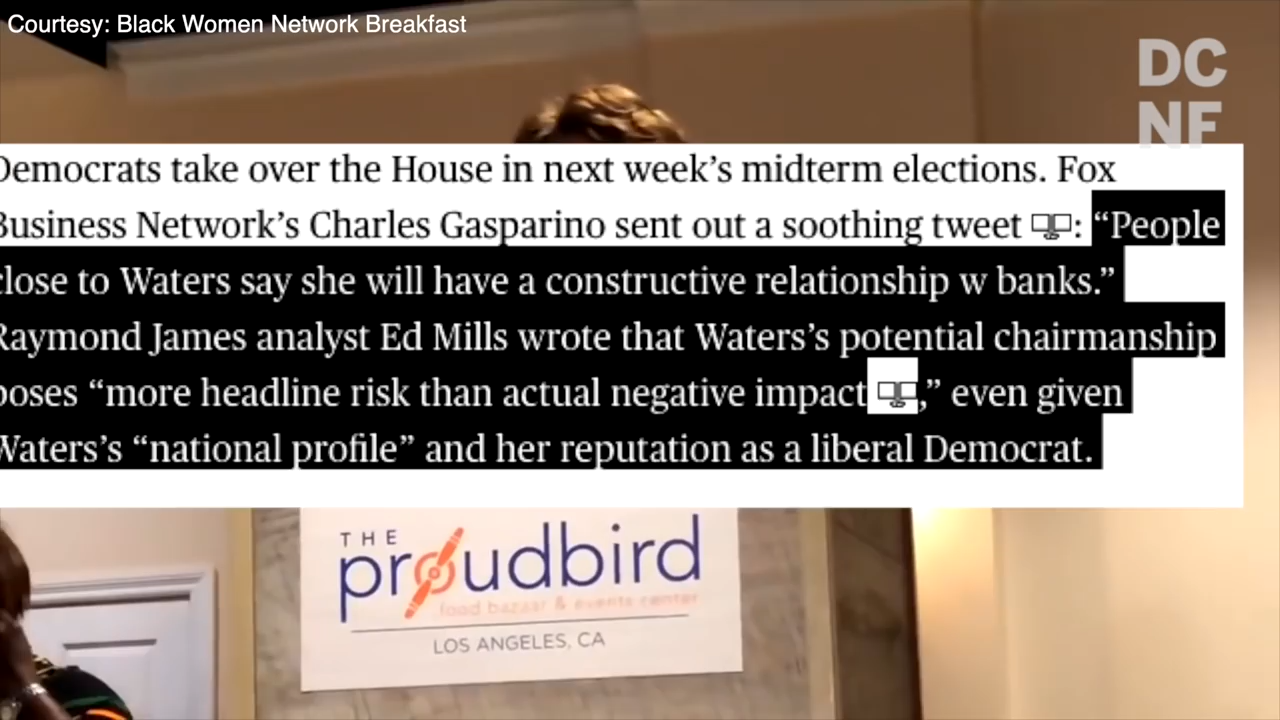 Courtesy: Black Women Network Breakfast
DC
NF
Democrats take over the House in next week’s midterm elections. Fox
Business Network’s Charles Gasparino sent out a soothing tweet : “People
close to Waters say she will have a constructive relationship w banks.”
Raymond James analyst Ed Mills wrote that Waters’s potential chairmanship
poses “more headline risk than actual negative impact ,” even given
Waters’s “national profile” and her reputation as a liberal Democrat.
THE
proudbird
food bazaar & events center
LOS ANGELES, CA